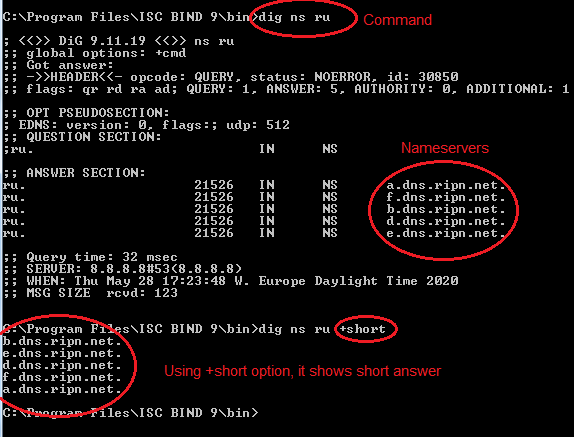 C:\Program Files\ISC BIND 9\bin>dig ns ru Command
; <<>> DiG 9.11.19 <<>> ns ru
;; global options: +cmd
;; Got answer:
;; ->>HEADER<<- opcode: QUERY, status: NOERROR, id: 30850
;; flags: qr rd ra ad; QUERY: 1, ANSWER: 5, AUTHORITY: 0, ADDITIONAL: 1
;; OPT PSEUDOSECTION:
; EDNS: version: 0, flags:; udp: 512
;; QUESTION SECTION:
Nameservers
;ru. IN NS
;; ANSWER SECTION:
ru. 21526 IN NS a.dns.ripn.net.
ru. 21526 IN NS f.dns.ripn.net.
ru. 21526 IN NS b.dns.ripn.net.
ru. 21526 IN NS d.dns.ripn.net.
ru. 21526 IN NS e.dns.ripn.net.
;; Query time: 32 msec
;; SERVER: 8.8.8.8#53(8.8.8.8)
;; WHEN: Thu May 28 17:23:48 W. Europe Daylight Time 2020
;; MSG SIZE rcvd: 123
C:\Program Files\ISC BIND 9\bin>dig ns ru +short
b.dns.ripn.net.
e.dns.ripn.net.
d.dns.ripn.net.
f.dns.ripn.net.
a.dns.ripn.net.
Using +short option, it shows short answer
C:\Program Files\ISC BIND 9\bin>